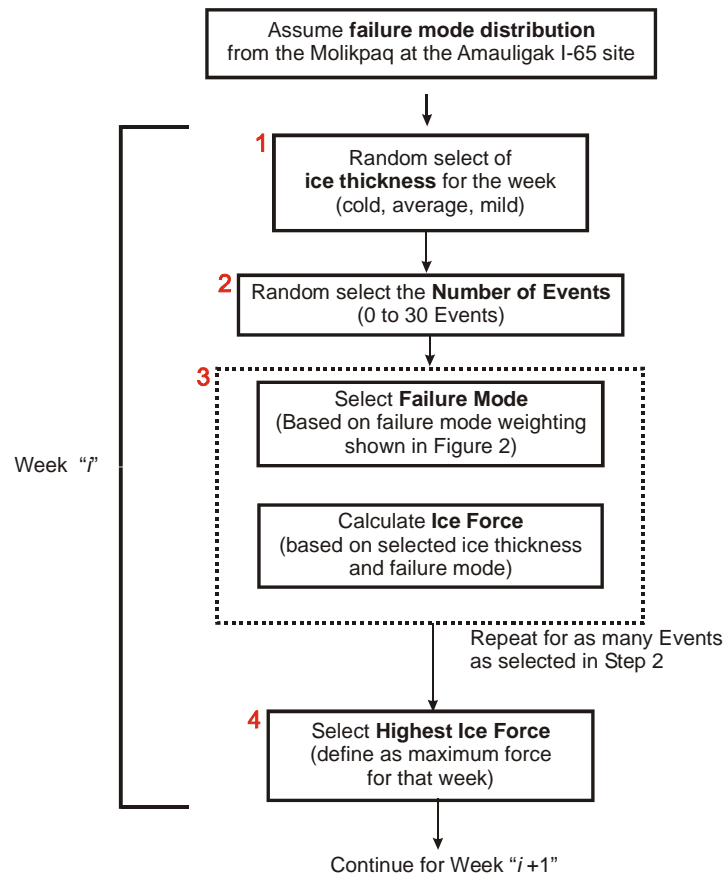 Assume failure mode distribution
from the Molikpaq at the Amauligak I-65 site
1
Random select of
ice thickness for the week
(cold, average, mild)
2
Random select the Number of Events
(0 to 30 Events)
3
Select Failure Mode
(Based on failure mode weighting
shown in Figure 2)
Week “i”
Calculate Ice Force
(based on selected ice thickness
and failure mode)
Repeat for as many Events
as selected in Step 2
4
Select Highest Ice Force
(define as maximum force
for that week)
Continue for Week “i +1”